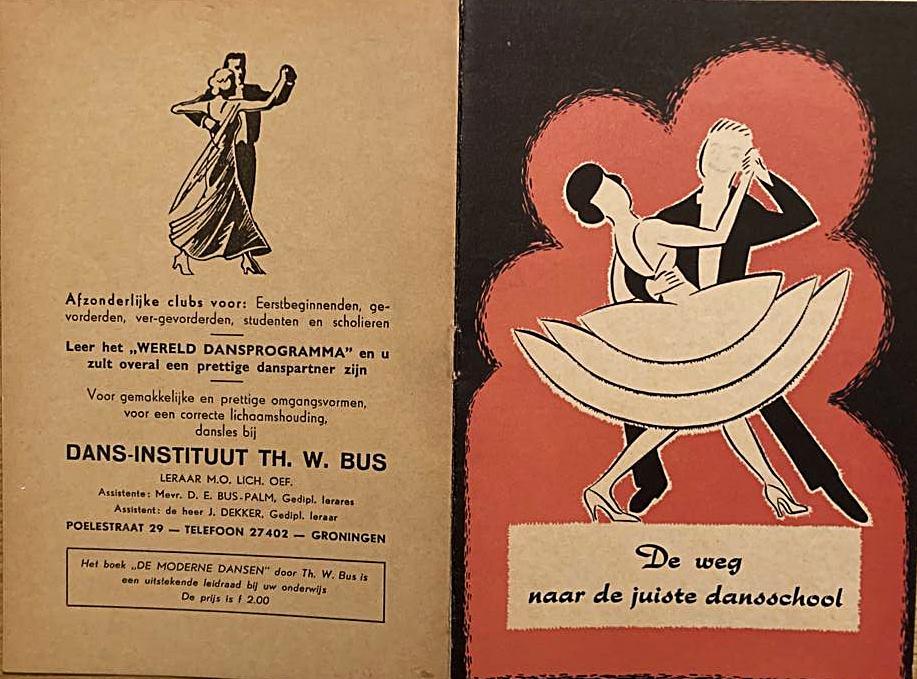 Afzonderlijke clubs voor: Eerstbeginnenden, ge-
vorderden, ver-gevorderden, studenten en scholieren
Leer het „WERELD DANSPROGRAMMA" en u
zult overal een prettige danspartner zijn
Voor gemakkelijke en prettige omgangsvormen,
voor een correcte lichaamshouding,
dansles bij
DANS-INSTITUUT TH. W. BUS
LERAAR M.O. LICH. OEF.
Assistente: Mevr. D. E. BUS-PALM, Gedipl. lerares
Assistent: de heer J. DEKKER, Gedipl. leraar
POELESTRAAT 29 — TELEFOON 27402 — GRONINGEN
Het boek „DE MODERNE DANSEN" door Th. W. Bus is
een uitstekende leidraad bij uw onderwijs
De prijs is f 2.00
De weg
naar de juiste dansschool